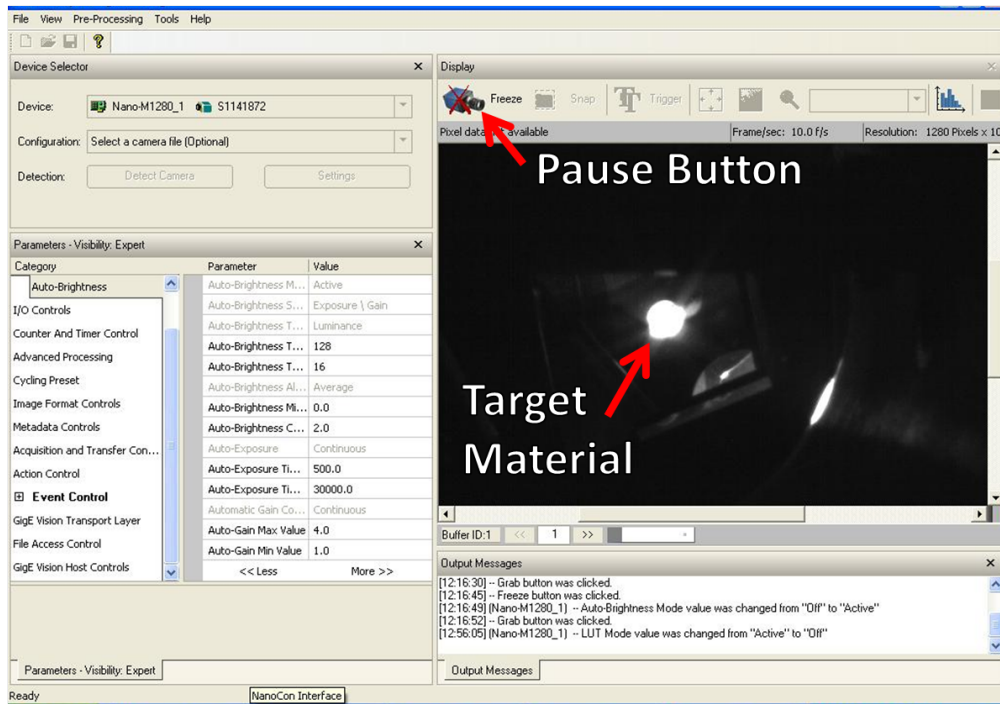 File View Pre-Processing Tools Help
Device Selector
Device: Nano-M1280_1 S1141872
Configuration: Select a camera file (Optional)
Detection: Detect Camera Settings
Parameters - Visibility: Expert
Category Parameter Value
Auto-Brightness Auto-Brightness M... Active
I/O Controls Auto-Brightness S... Exposure \ Gain
Counter And Timer Control Auto-Brightness T... Luminance
Auto-Brightness T... 128
Advanced Processing Auto-Brightness T... 16
Cycling Preset Auto-Brightness Al... Average
Image Format Controls Auto-Brightness Mi... 0.0
Metadata Controls Auto-Brightness C... 2.0
Acquisition and Transfer Con... Auto-Exposure Continuous
Action Control Auto-Exposure Ti... 500.0
Event Control Auto-Exposure Ti... 30000.0
GigE Vision Transport Layer Automatic Gain Co... Continuous
File Access Control Auto-Gain Max Value 4.0
GigE Vision Host Controls Auto-Gain Min Value 1.0
<< Less More >>
Parameters - Visibility: Expert
Ready NanoCon Interface
Display
Freeze Snap Trigger
Pixel data not available Frame/sec: 10.0 f/s Resolution: 1280 Pixels x 10
Pause Button
Target
Material
Buffer ID:1 << 1 >>
Output Messages
[12:16:30] -- Grab button was clicked.
[12:16:45] -- Freeze button was clicked.
[12:16:49] (Nano-M1280_1) -- Auto-Brightness Mode value was changed from "Off" to "Active"
[12:16:52] -- Grab button was clicked.
[12:56:05] (Nano-M1280_1) -- LUT Mode value was changed from "Active" to "Off"
Output Messages